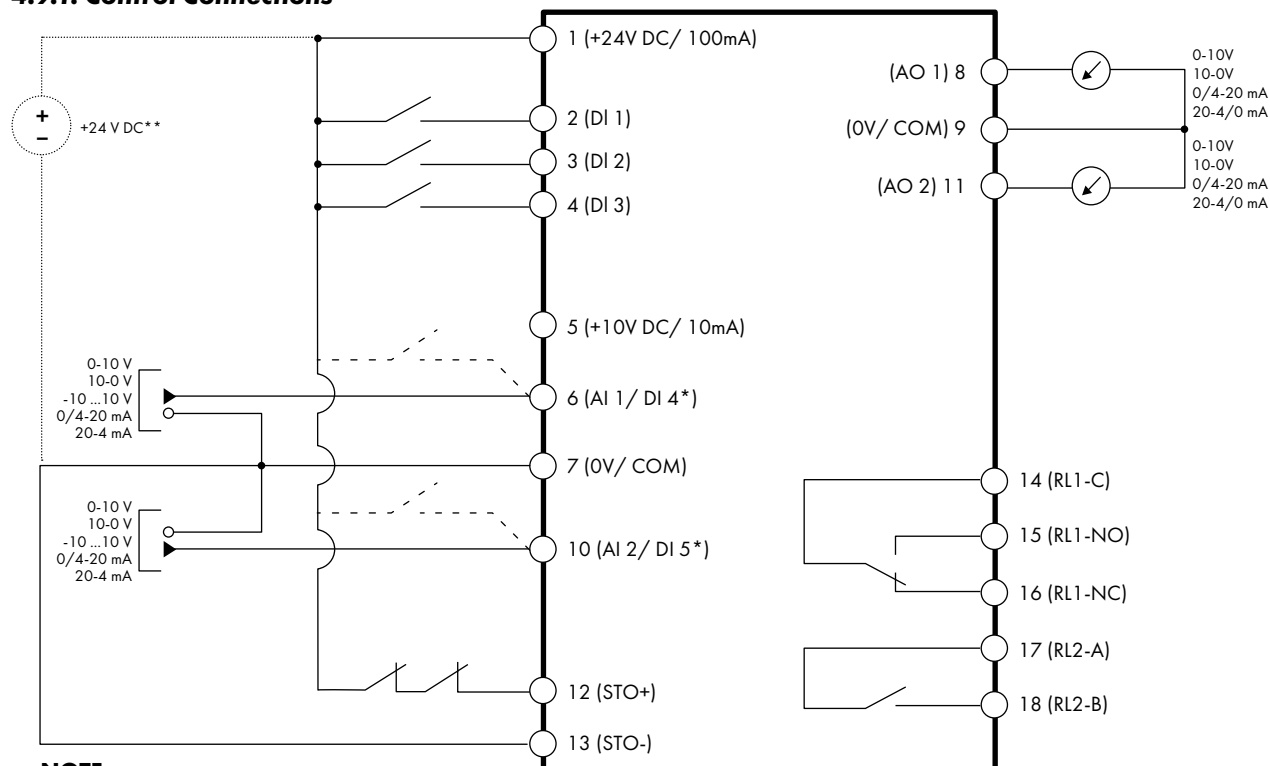 4.9.1. Control Connections
+24 V DC**
+
−
1 (+24V DC/ 100mA)
2 (DI 1)
3 (DI 2)
4 (DI 3)
5 (+10V DC/ 10mA)
0-10 V
10-0 V
-10 ...10 V
0/4-20 mA
20-4 mA
6 (AI 1/ DI 4*)
7 (0V/ COM)
0-10 V
10-0 V
-10 ...10 V
0/4-20 mA
20-4 mA
10 (AI 2/ DI 5*)
12 (STO+)
13 (STO-)
(AO 1) 8
(0V/ COM) 9
(AO 2) 11
0-10V
10-0V
0/4-20 mA
20-4/0 mA
0-10V
10-0V
0/4-20 mA
20-4/0 mA
14 (RL1-C)
15 (RL1-NO)
16 (RL1-NC)
17 (RL2-A)
18 (RL2-B)
NOTE